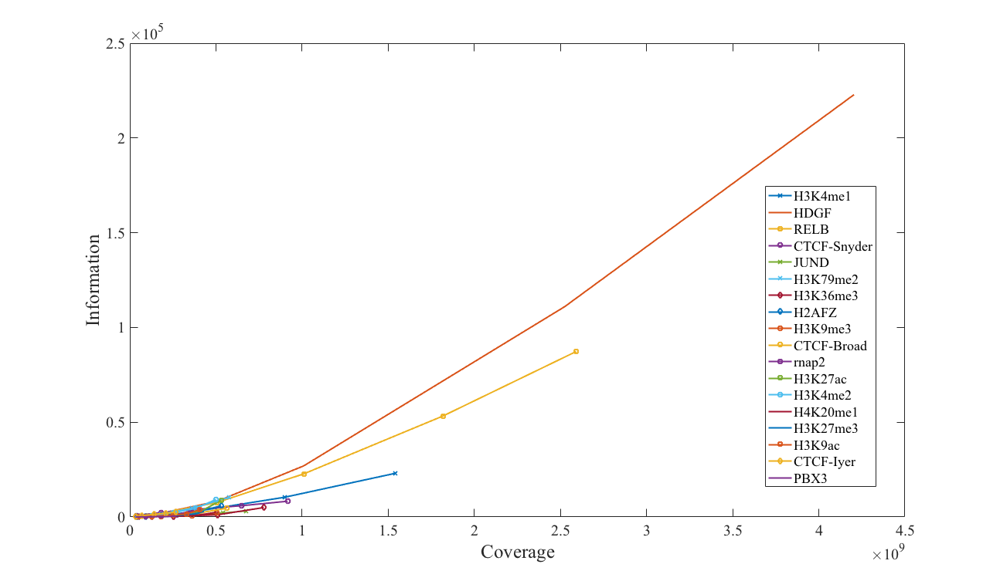 ×10^5
2.5
2
1.5
1
0.5
0
Information
0 0.5 1 1.5 2 2.5 3 3.5 4 4.5
Coverage
×10^9
H3K4me1
HDGF
RELB
CTCF-Snyder
JUND
H3K79me2
H3K36me3
H2AFZ
H3K9me3
CTCF-Broad
rnap2
H3K27ac
H3K4me2
H4K20me1
H3K27me3
H3K9ac
CTCF-Iyer
PBX3